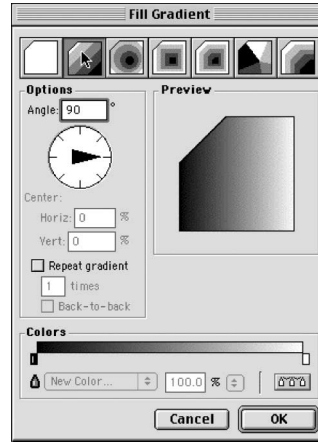 Fill Gradient
Options
Preview
Angle: 90 °
Center:
Horiz: 0 %
Vert: 0 %
Repeat gradient
1 times
Back-to-back
Colors
New Color... 100.0 %
Cancel OK